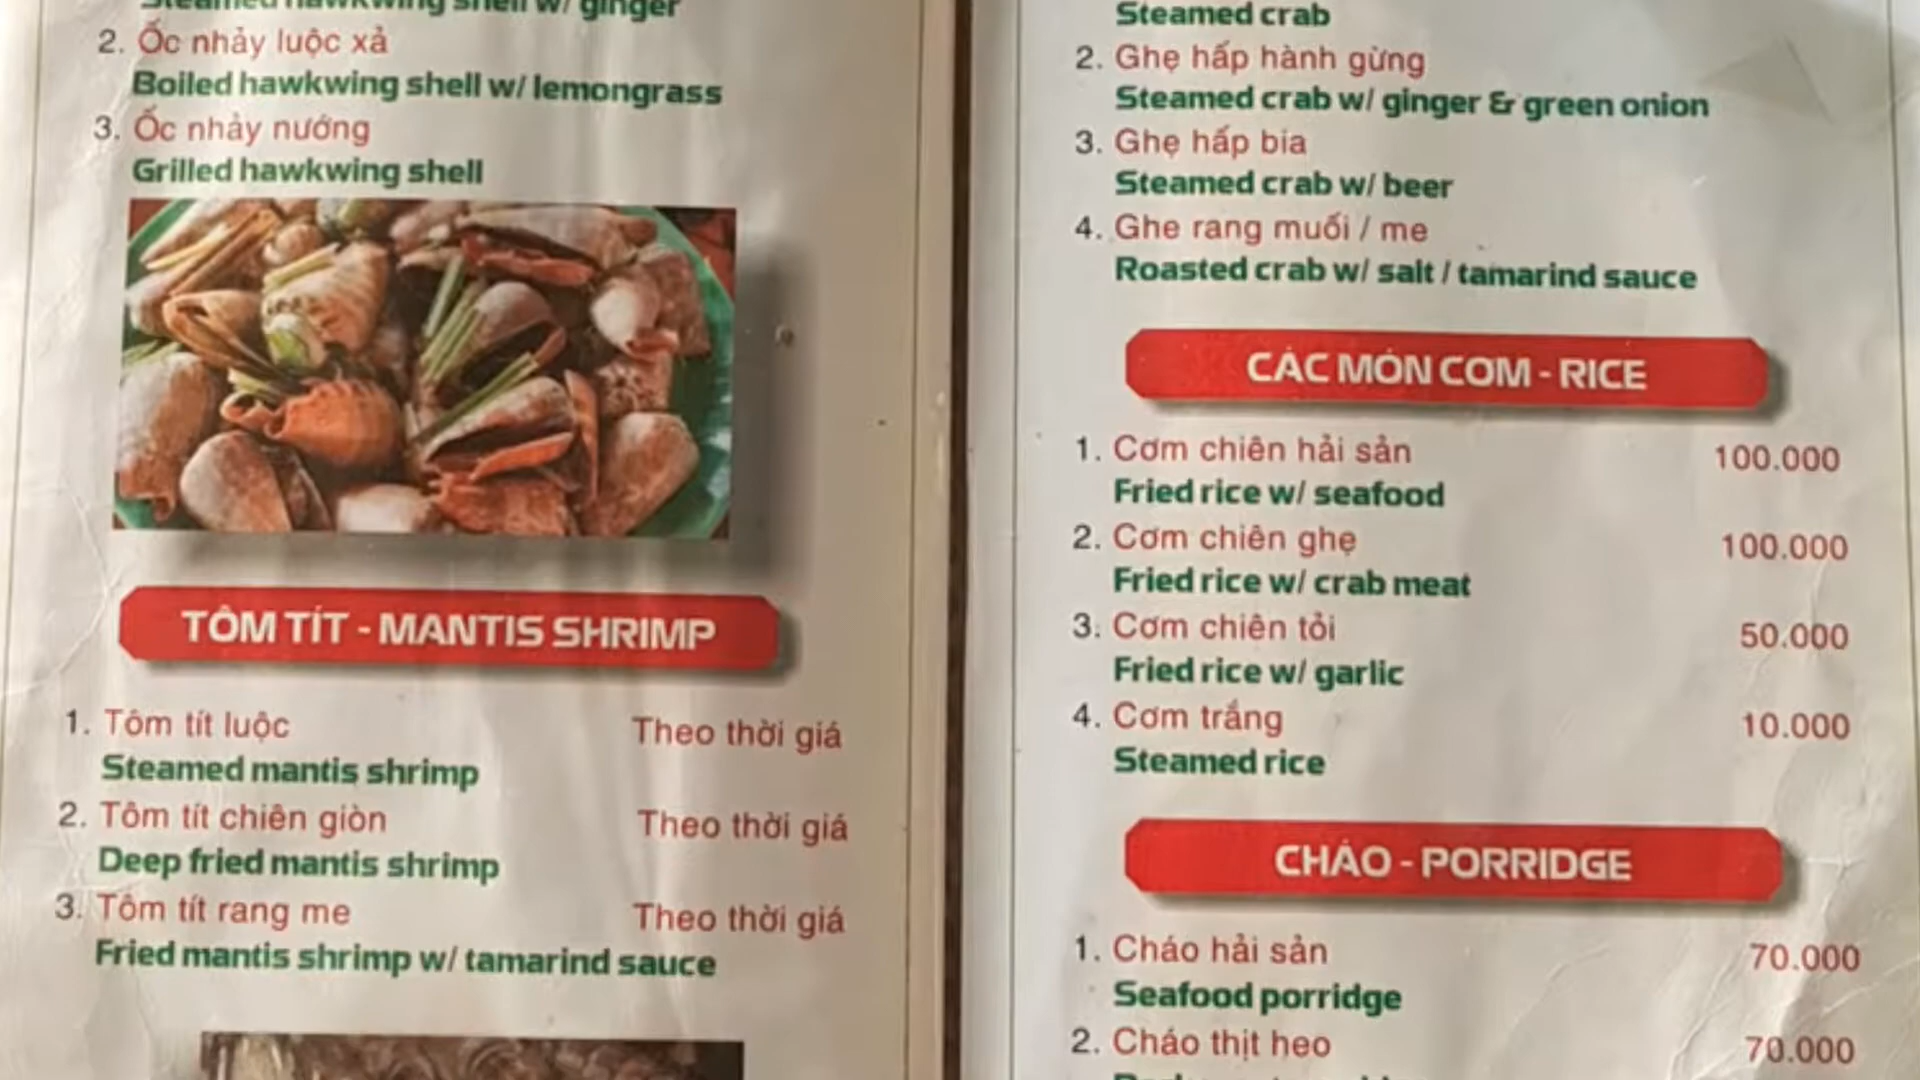 Steamed hawkwing shell w/ ginger
2. Ốc nhảy luộc xả
Boiled hawkwing shell w/ lemongrass
3. Ốc nhảy nướng
Grilled hawkwing shell
TÔM TÍT - MANTIS SHRIMP
1. Tôm tít luộc Theo thời giá
Steamed mantis shrimp
2. Tôm tít chiên giòn Theo thời giá
Deep fried mantis shrimp
3. Tôm tít rang me Theo thời giá
Fried mantis shrimp w/ tamarind sauce
Steamed crab
2. Ghẹ hấp hành gừng
Steamed crab w/ ginger & green onion
3. Ghẹ hấp bia
Steamed crab w/ beer
4. Ghe rang muối / me
Roasted crab w/ salt / tamarind sauce
CÁC MÓN CƠM - RICE
1. Cơm chiên hải sản 100.000
Fried rice w/ seafood
2. Cơm chiên ghẹ 100.000
Fried rice w/ crab meat
3. Cơm chiên tỏi 50.000
Fried rice w/ garlic
4. Cơm trắng 10.000
Steamed rice
CHÁO - PORRIDGE
1. Cháo hải sản 70.000
Seafood porridge
2. Cháo thịt heo 70.000